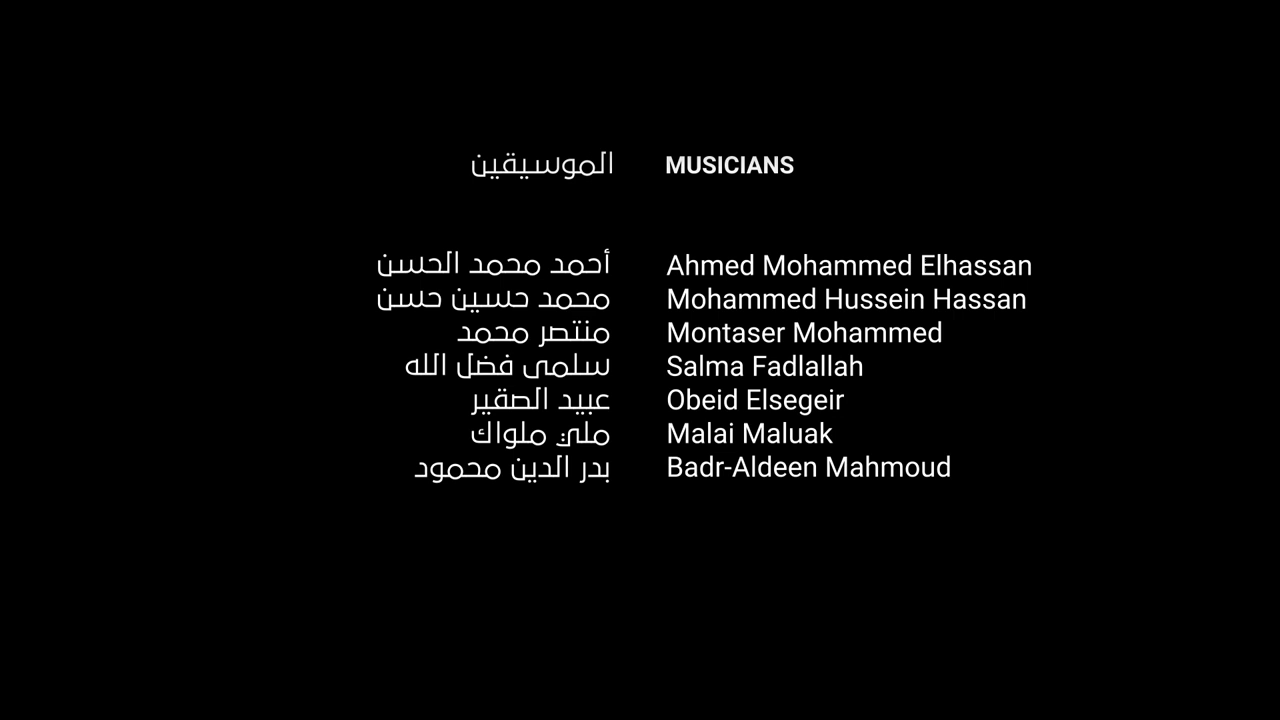 الموسيقين MUSICIANS
أحمد محمد الحسن Ahmed Mohammed Elhassan
محمد حسين حسن Mohammed Hussein Hassan
منتصر محمد Montaser Mohammed
سلمى فضل الله Salma Fadlallah
عبيد الصقير Obeid Elsegeir
ملي ملواك Malai Maluak
بدر الدين محمود Badr-Aldeen Mahmoud